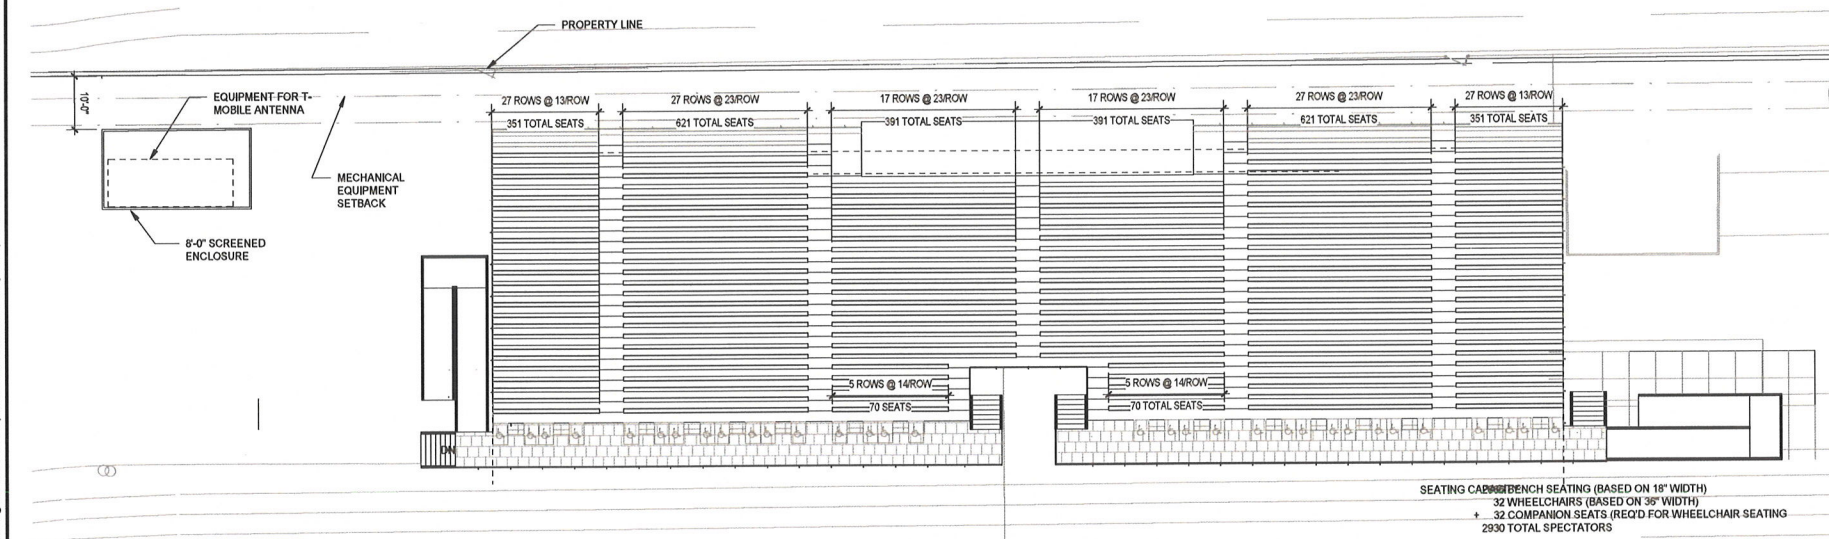 PROPERTY LINE
10'-0"
EQUIPMENT FOR T-
MOBILE ANTENNA
MECHANICAL
EQUIPMENT
SETBACK
8'-0" SCREENED
ENCLOSURE
27 ROWS @ 13/ROW
351 TOTAL SEATS
27 ROWS @ 23/ROW
621 TOTAL SEATS
17 ROWS @ 23/ROW
391 TOTAL SEATS
17 ROWS @ 23/ROW
391 TOTAL SEATS
27 ROWS @ 23/ROW
621 TOTAL SEATS
27 ROWS @ 13/ROW
351 TOTAL SEATS
5 ROWS @ 14/ROW
70 SEATS
5 ROWS @ 14/ROW
70 TOTAL SEATS
DN
SEATING BENCH SEATING (BASED ON 18" WIDTH)
32 WHEELCHAIRS (BASED ON 36" WIDTH)
+ 32 COMPANION SEATS (REQ'D FOR WHEELCHAIR SEATING
2930 TOTAL SPECTATORS